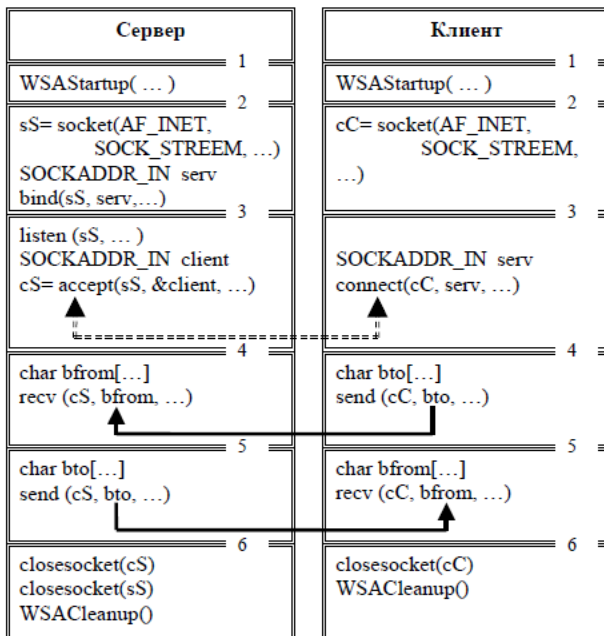 Сервер
1
WSAStartup( … )
2
sS= socket(AF_INET,
SOCK_STREEM, …)
SOCKADDR_IN serv
bind(sS, serv,…)
3
listen (sS, … )
SOCKADDR_IN client
cS= accept(sS, &client, …)
4
char bfrom[…]
recv (cS, bfrom, …)
5
char bto[…]
send (cS, bto, …)
6
closesocket(cS)
closesocket(sS)
WSACleanup()
Клиент
1
WSAStartup( … )
2
cC= socket(AF_INET,
SOCK_STREEM,
…)
3
SOCKADDR_IN serv
connect(cC, serv, …)
4
char bto[…]
send (cC, bto, …)
5
char bfrom[…]
recv (cC, bfrom, …)
6
closesocket(cC)
WSACleanup()